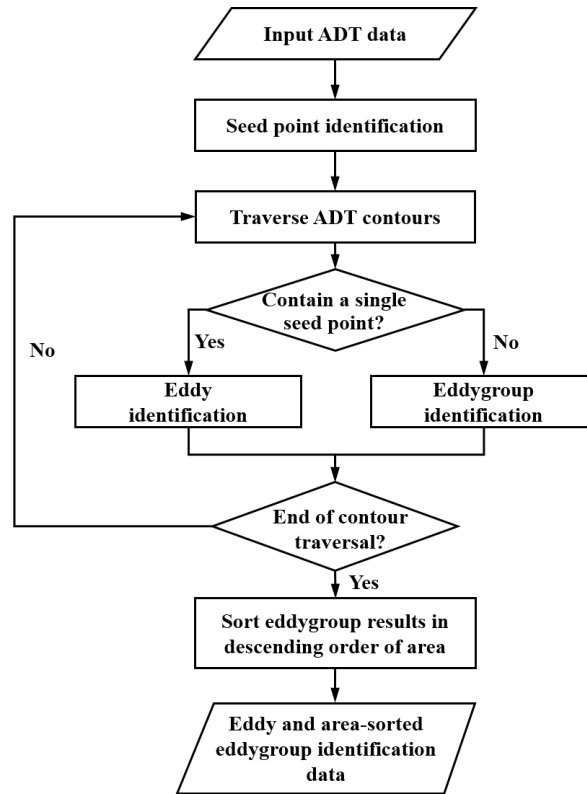 Input ADT data
Seed point identification
Traverse ADT contours
Contain a single
seed point?
No
Yes
No
Eddy
identification
Eddygroup
identification
End of contour
traversal?
Yes
Sort eddygroup results in
descending order of area
Eddy and area-sorted
eddygroup identification
data